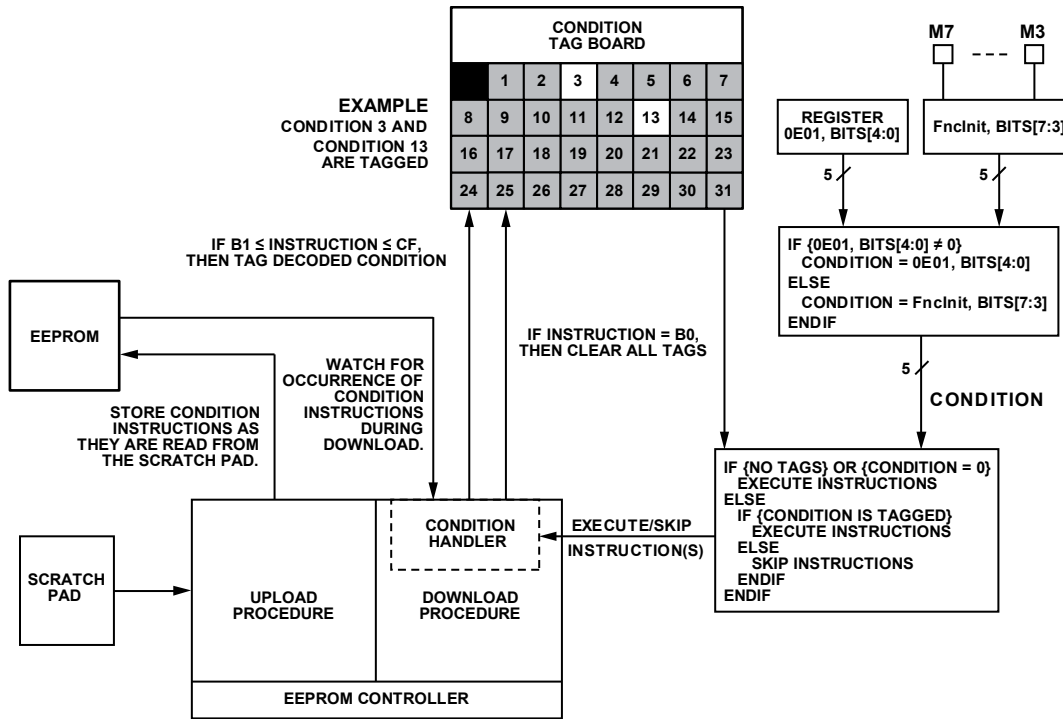 CONDITION
TAG BOARD
1 2 3 4 5 6 7
8 9 10 11 12 13 14 15
16 17 18 19 20 21 22 23
24 25 26 27 28 29 30 31
EXAMPLE
CONDITION 3 AND
CONDITION 13
ARE TAGGED
M7 M3
REGISTER
0E01, BITS[4:0]
FncInit, BITS[7:3]
5
5
IF {0E01, BITS[4:0] ≠ 0}
CONDITION = 0E01, BITS[4:0]
ELSE
CONDITION = FncInit, BITS[7:3]
ENDIF
5
CONDITION
IF B1 ≤ INSTRUCTION ≤ CF,
THEN TAG DECODED CONDITION
IF INSTRUCTION = B0,
THEN CLEAR ALL TAGS
EEPROM
WATCH FOR
OCCURRENCE OF
CONDITION
INSTRUCTIONS
DURING
DOWNLOAD.
STORE CONDITION
INSTRUCTIONS AS
THEY ARE READ FROM
THE SCRATCH PAD.
IF {NO TAGS} OR {CONDITION = 0}
EXECUTE INSTRUCTIONS
ELSE
IF {CONDITION IS TAGGED}
EXECUTE INSTRUCTIONS
ELSE
SKIP INSTRUCTIONS
ENDIF
ENDIF
EXECUTE/SKIP
INSTRUCTION(S)
CONDITION
HANDLER
SCRATCH
PAD
UPLOAD
PROCEDURE
DOWNLOAD
PROCEDURE
EEPROM CONTROLLER